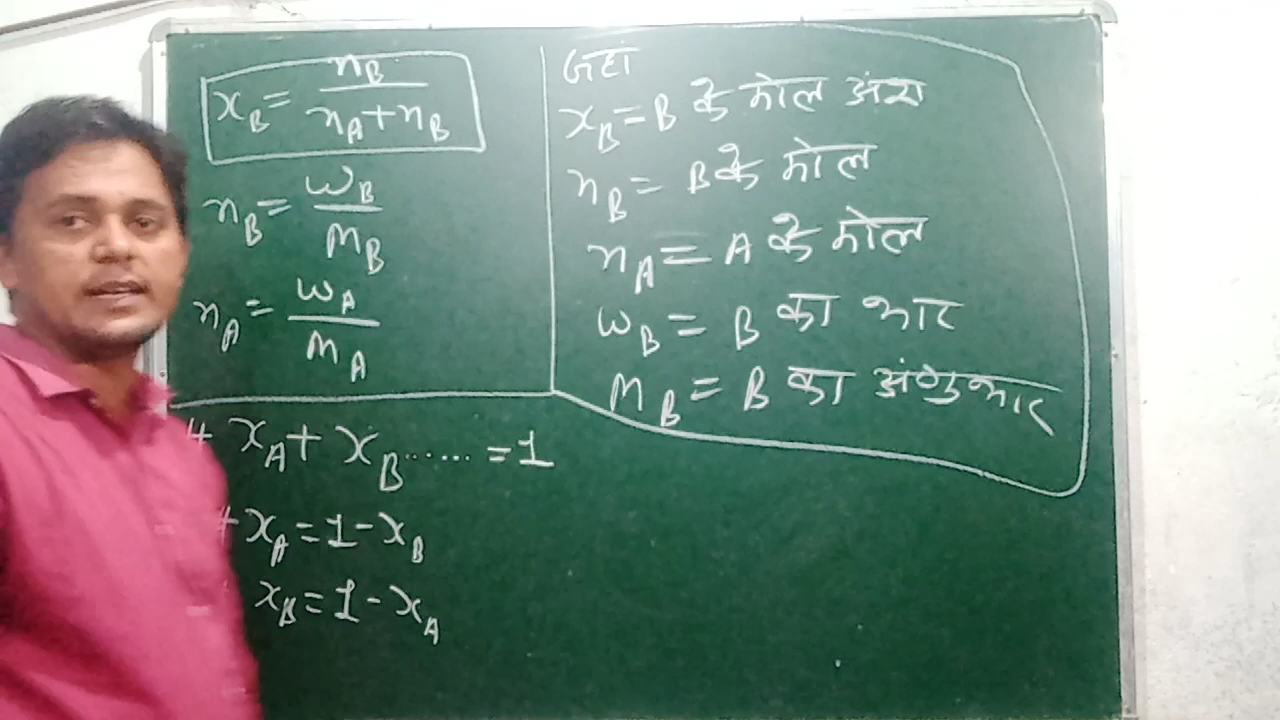 x_B = n_B / (n_A + n_B)
n_B = w_B / m_B
n_A = w_A / m_A
जहां
x_B = B के मोल अंश
n_B = B के मोल
n_A = A के मोल
w_B = B का भार
m_B = B का अणुभार
# x_A + x_B ...... = 1
# x_A = 1 - x_B
x_B = 1 - x_A